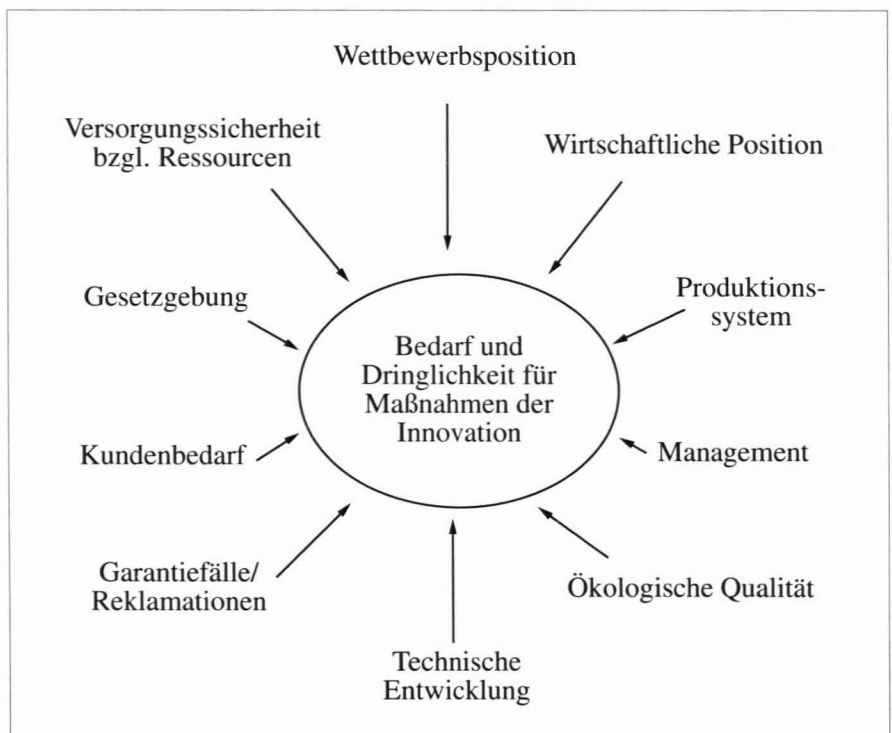 Wettbewerbsposition
Versorgungssicherheit
bzgl. Ressourcen
Wirtschaftliche Position
Gesetzgebung
Produktions-
system
Bedarf und
Dringlichkeit für
Maßnahmen der
Innovation
Kundenbedarf
Management
Garantiefälle/
Reklamationen
Ökologische Qualität
Technische
Entwicklung